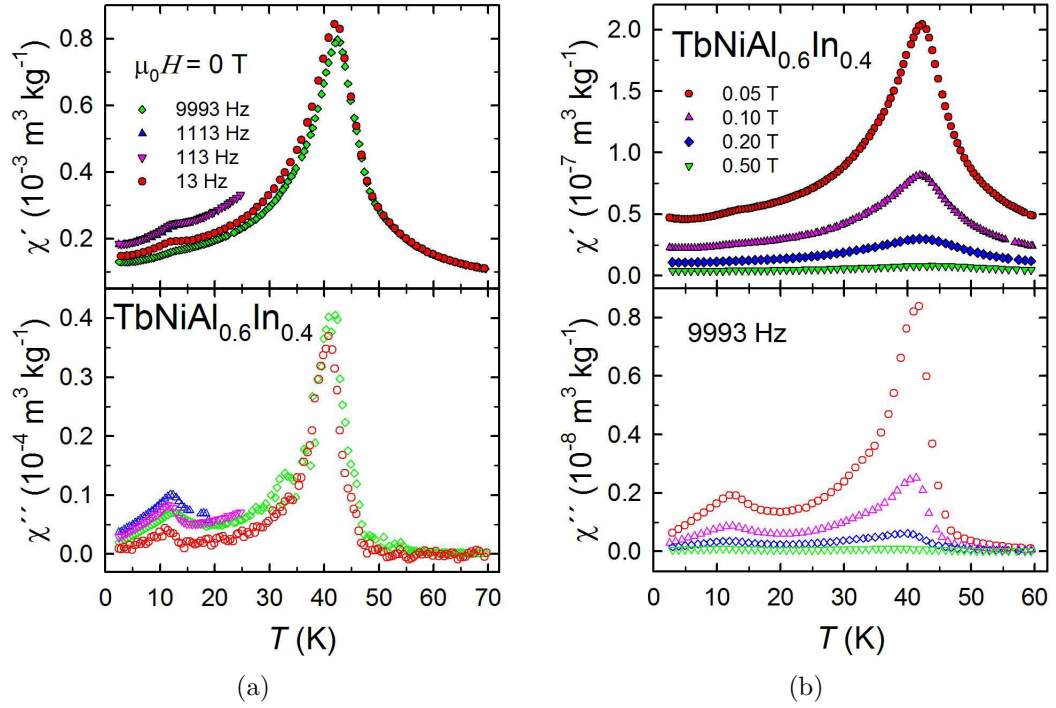 χ′ (10⁻³ m³ kg⁻¹)
0.8
0.6
0.4
0.2
μ₀H = 0 T
9993 Hz
1113 Hz
113 Hz
13 Hz
χ′′ (10⁻⁴ m³ kg⁻¹)
0.4
0.3
0.2
0.1
0.0
TbNiAl₀.₆In₀.₄
0 10 20 30 40 50 60 70
T (K)
(a)
χ′ (10⁻⁷ m³ kg⁻¹)
2.0
1.5
1.0
0.5
0.0
TbNiAl₀.₆In₀.₄
0.05 T
0.10 T
0.20 T
0.50 T
χ′′ (10⁻⁸ m³ kg⁻¹)
0.8
0.6
0.4
0.2
0.0
9993 Hz
0 10 20 30 40 50 60
T (K)
(b)